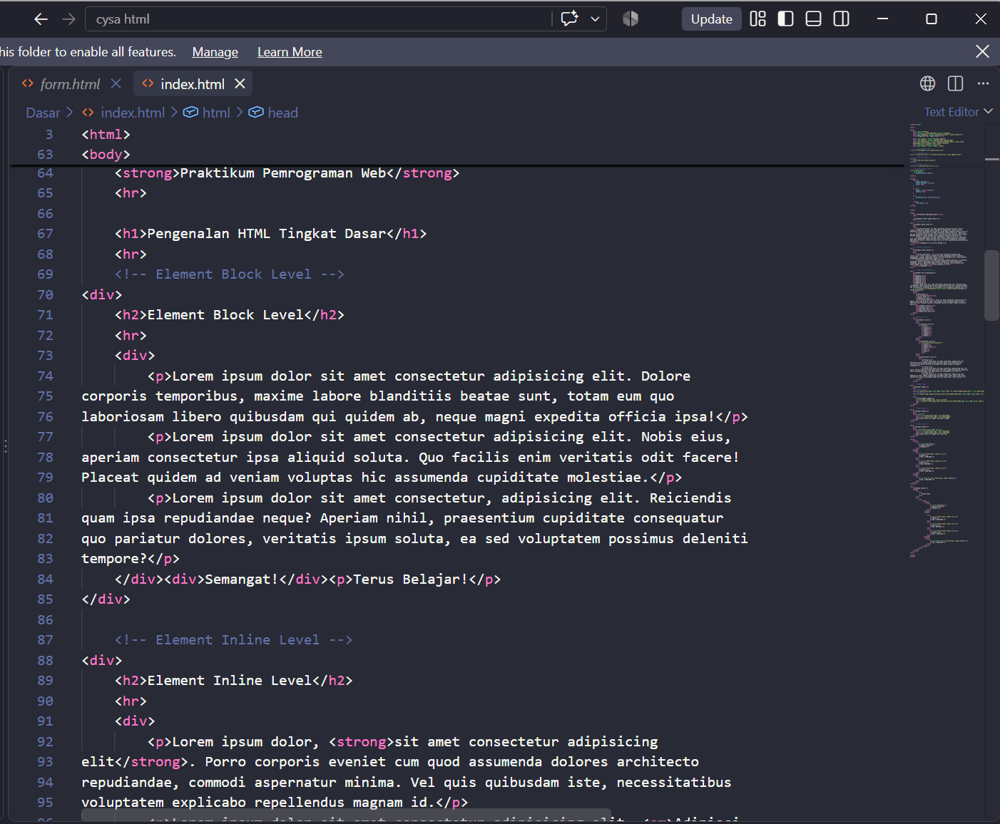 cysa html
Update
his folder to enable all features. Manage Learn More
form.html index.html
Dasar > index.html > html > head
Text Editor
3 <html>
63 <body>
64 <strong>Praktikum Pemrograman Web</strong>
65 <hr>
66
67 <h1>Pengenalan HTML Tingkat Dasar</h1>
68 <hr>
69 <!-- Element Block Level -->
70 <div>
71 <h2>Element Block Level</h2>
72 <hr>
73 <div>
74 <p>Lorem ipsum dolor sit amet consectetur adipisicing elit. Dolore
75 corporis temporibus, maxime labore blanditiis beatae sunt, totam eum quo
76 laboriosam libero quibusdam qui quidem ab, neque magni expedita officia ipsa!</p>
77 <p>Lorem ipsum dolor sit amet consectetur adipisicing elit. Nobis eius,
78 aperiam consectetur ipsa aliquid soluta. Quo facilis enim veritatis odit facere!
79 Placeat quidem ad veniam voluptas hic assumenda cupiditate molestiae.</p>
80 <p>Lorem ipsum dolor sit amet consectetur, adipisicing elit. Reiciendis
81 quam ipsa repudiandae neque? Aperiam nihil, praesentium cupiditate consequatur
82 quo pariatur dolores, veritatis ipsum soluta, ea sed voluptatem possimus deleniti
83 tempore?</p>
84 </div><div>Semangat!</div><p>Terus Belajar!</p>
85 </div>
86
87 <!-- Element Inline Level -->
88 <div>
89 <h2>Element Inline Level</h2>
90 <hr>
91 <div>
92 <p>Lorem ipsum dolor, <strong>sit amet consectetur adipisicing
93 elit</strong>. Porro corporis eveniet cum quod assumenda dolores architecto
94 repudiandae, commodi aspernatur minima. Vel quis quibusdam iste, necessitatibus
95 voluptatem explicabo repellendus magnam id.</p>